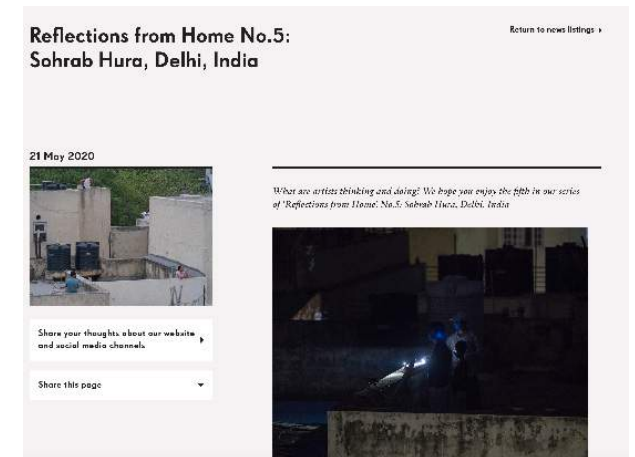 Reflections from Home No.5:
Sohrab Hura, Delhi, India
Return to news listings
21 May 2020
What are artists thinking and doing? We hope you enjoy the fifth in our series
of 'Reflections from Home'. No.5: Sohrab Hura, Delhi, India
Share your thoughts about our website
and social media channels
Share this page